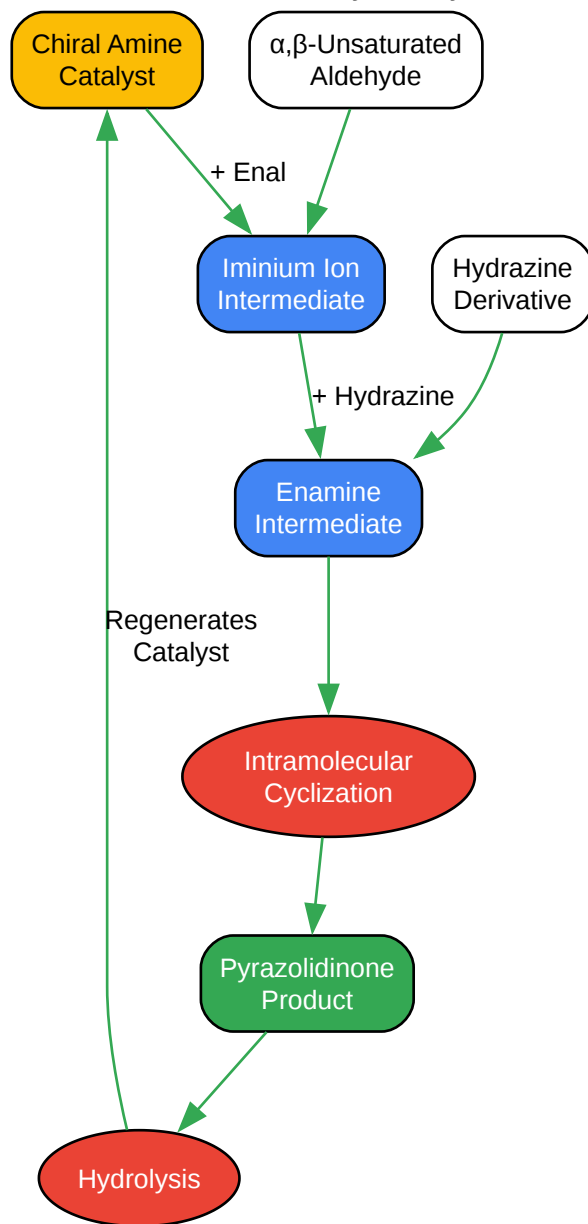 Chiral Amine
Catalyst
α,β-Unsaturated
Aldehyde
+ Enal
Iminium Ion
Intermediate
Hydrazine
Derivative
+ Hydrazine
Enamine
Intermediate
Regenerates
Catalyst
Intramolecular
Cyclization
Pyrazolidinone
Product
Hydrolysis